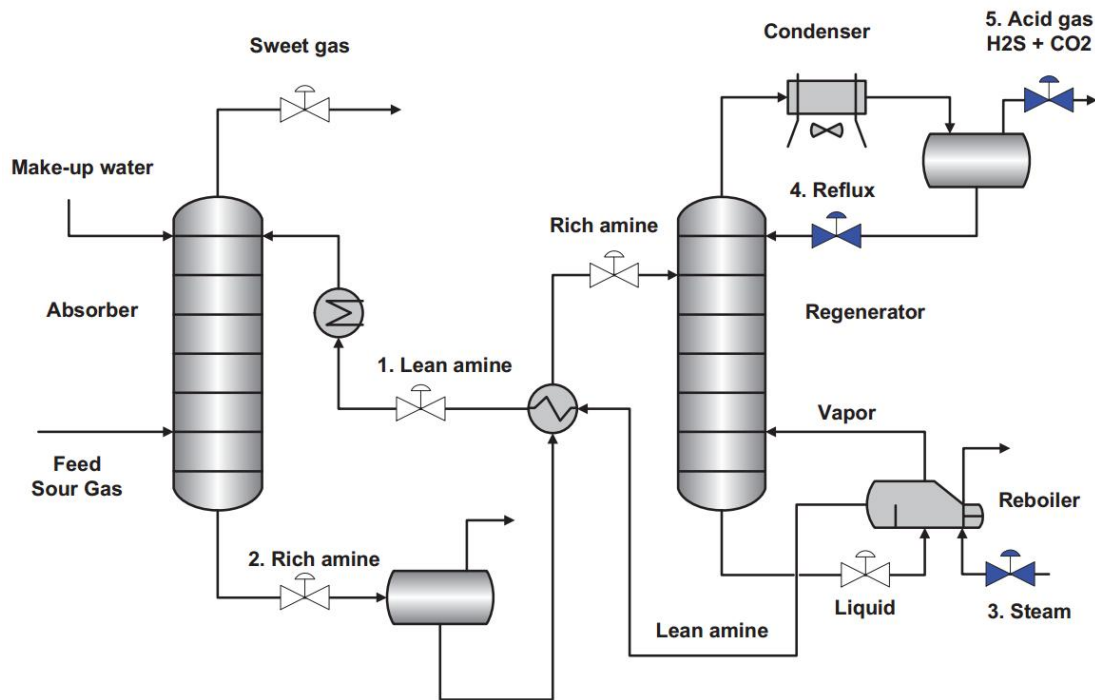 Sweet gas
Condenser
5. Acid gas
H2S + CO2
Make-up water
4. Reflux
Rich amine
Absorber
Regenerator
1. Lean amine
Vapor
Feed
Sour Gas
Reboiler
2. Rich amine
Liquid
3. Steam
Lean amine